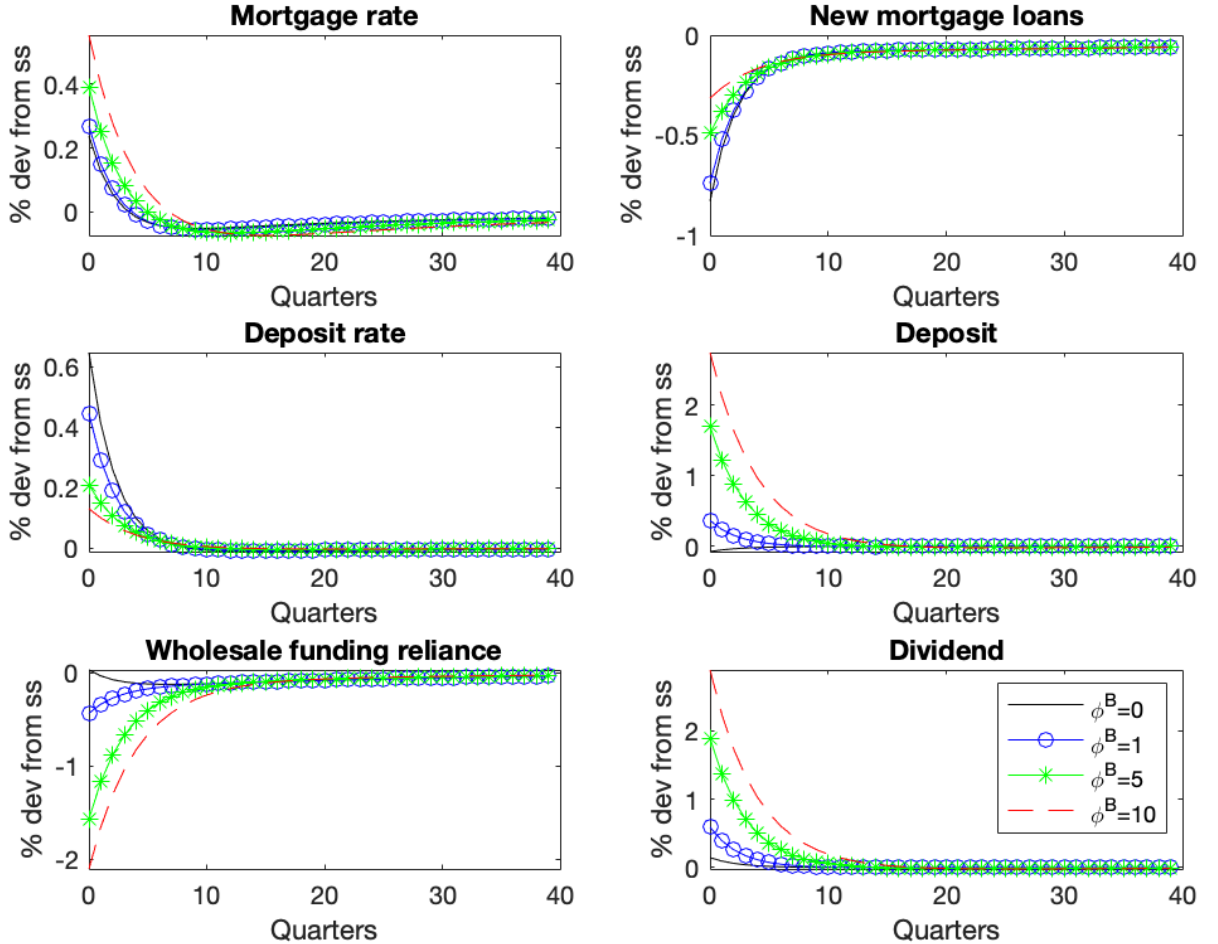 Mortgage rate
% dev from ss
0.4
0.2
0
0 10 20 30 40
Quarters
New mortgage loans
% dev from ss
0
-0.5
-1
0 10 20 30 40
Quarters
Deposit rate
% dev from ss
0.6
0.4
0.2
0
0 10 20 30 40
Quarters
Deposit
% dev from ss
2
1
0
0 10 20 30 40
Quarters
Wholesale funding reliance
% dev from ss
0
-1
-2
0 10 20 30 40
Quarters
Dividend
% dev from ss
2
1
0
0 10 20 30 40
Quarters
ϕᴮ=0
ϕᴮ=1
ϕᴮ=5
ϕᴮ=10